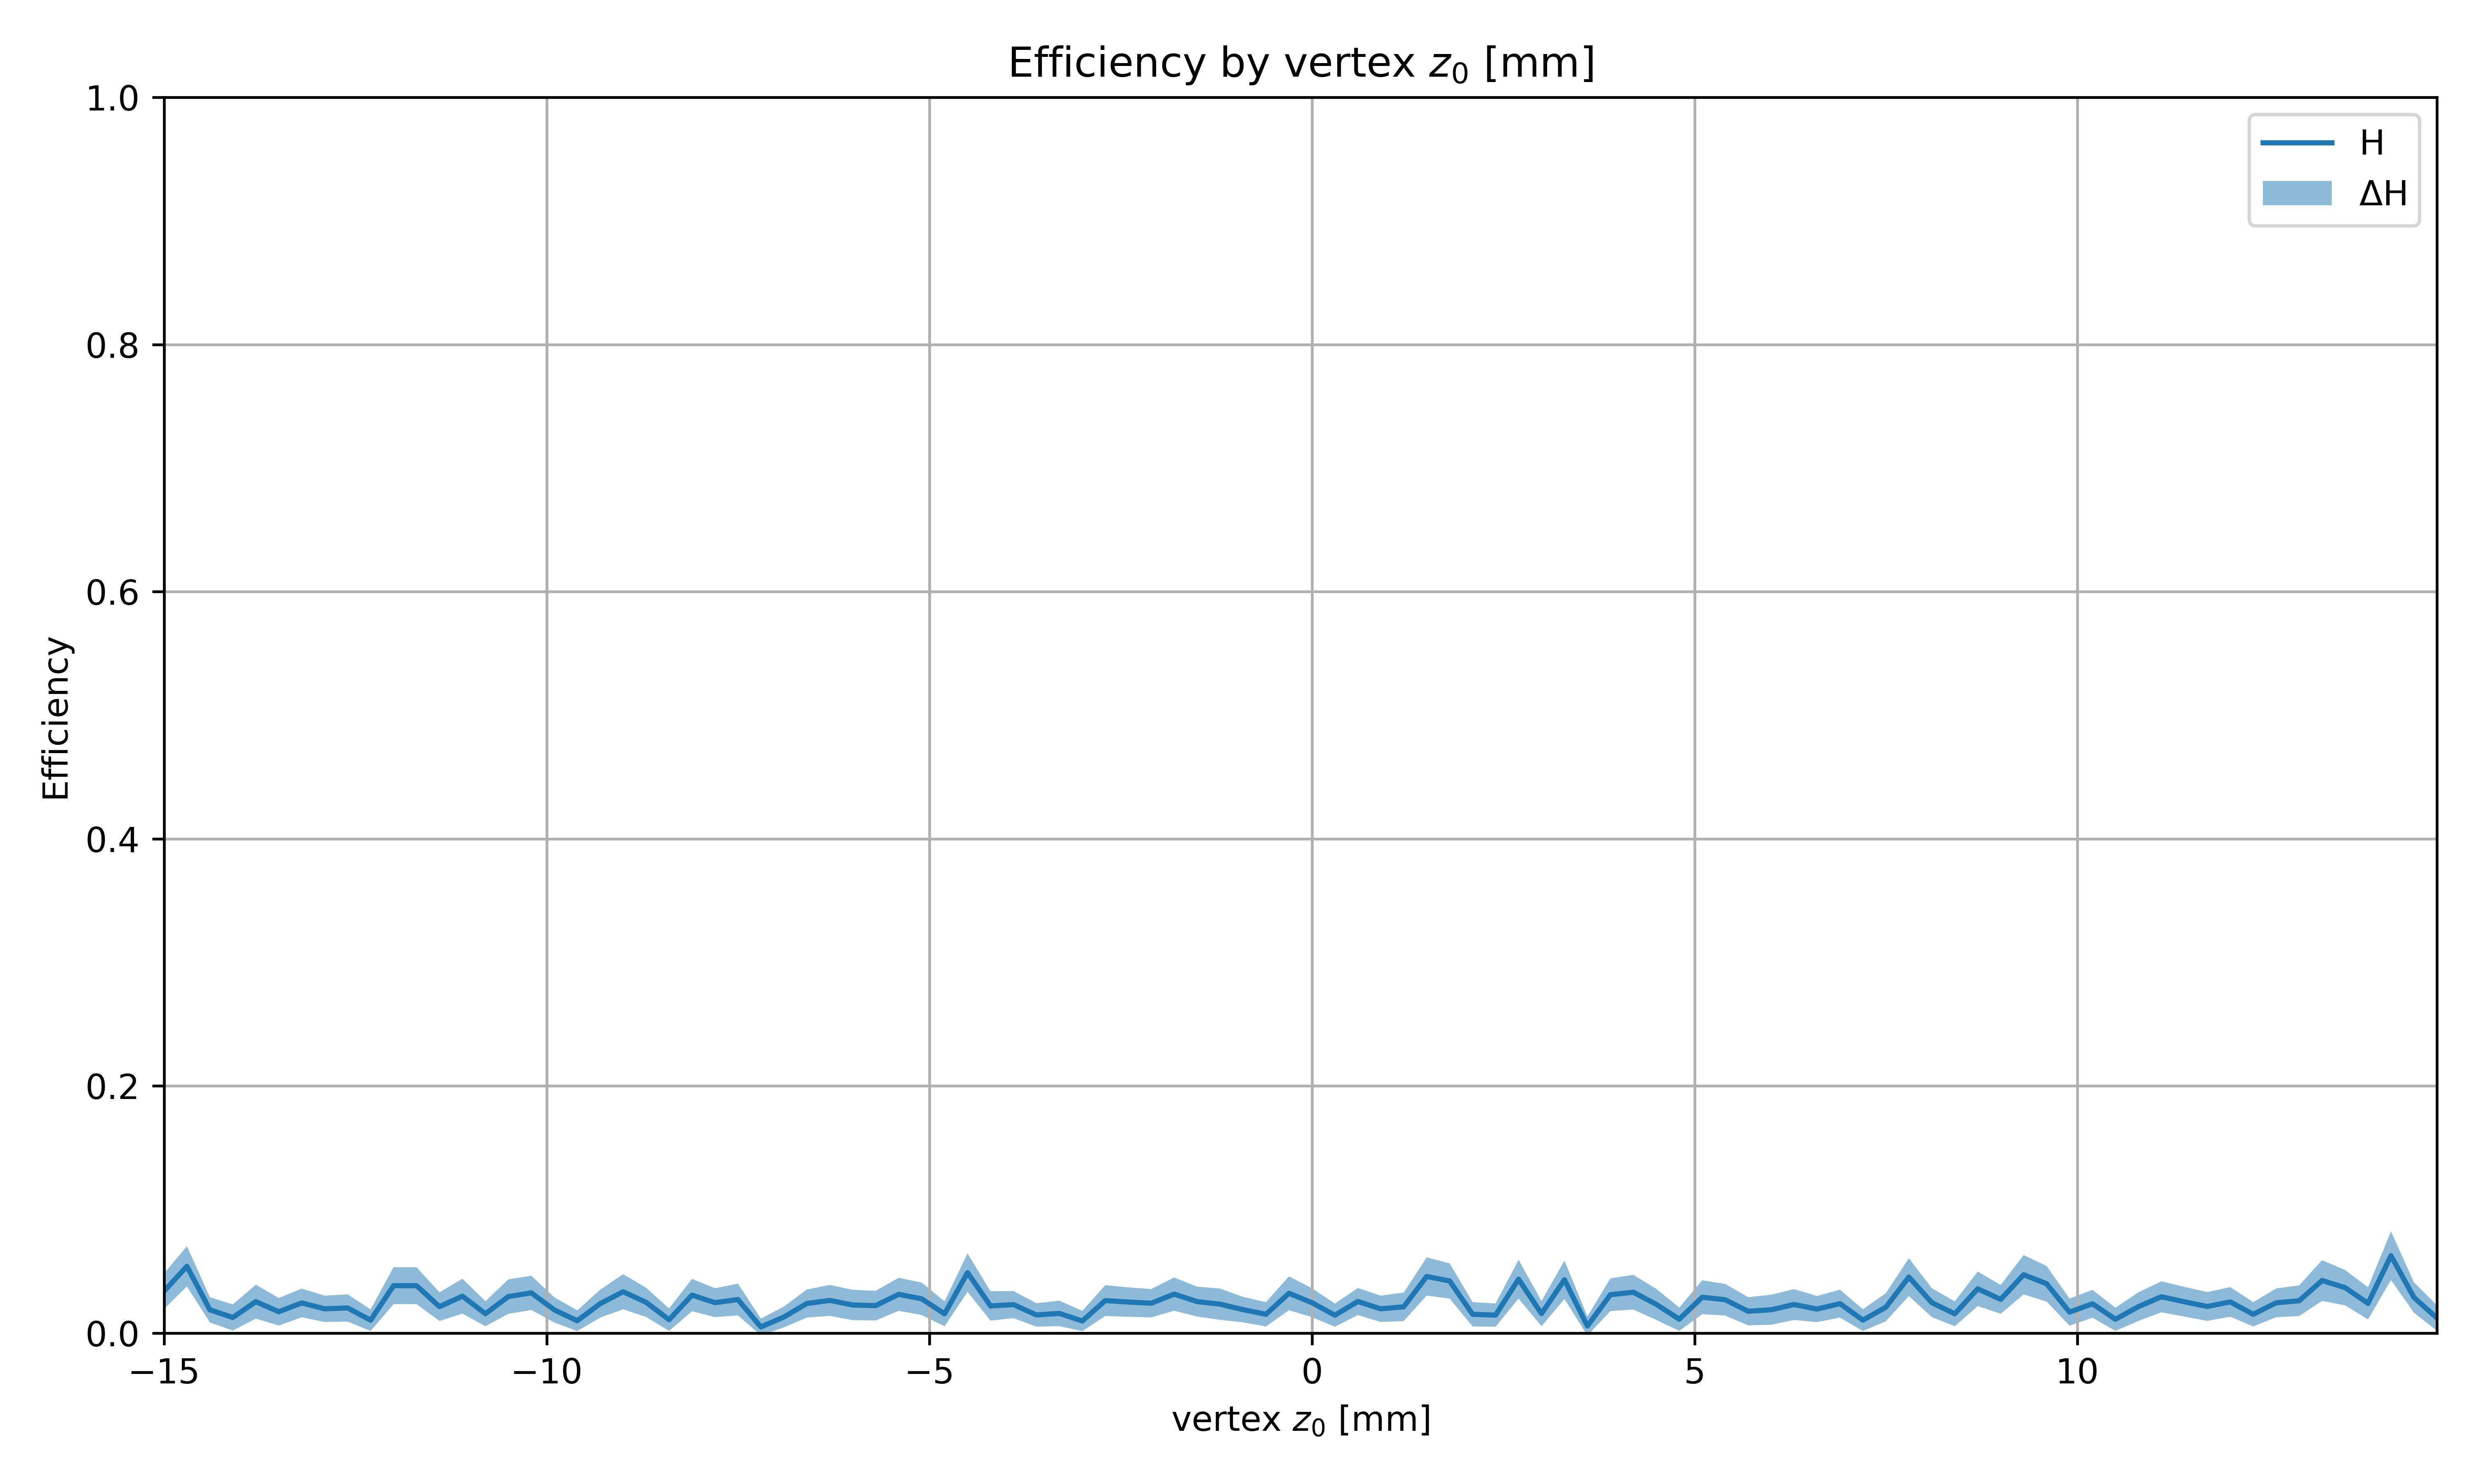 Efficiency by vertex z₀ [mm]
H
ΔH
1.0
0.8
0.6
0.4
0.2
0.0
Efficiency
−15
−10
−5
0
5
10
vertex z₀ [mm]